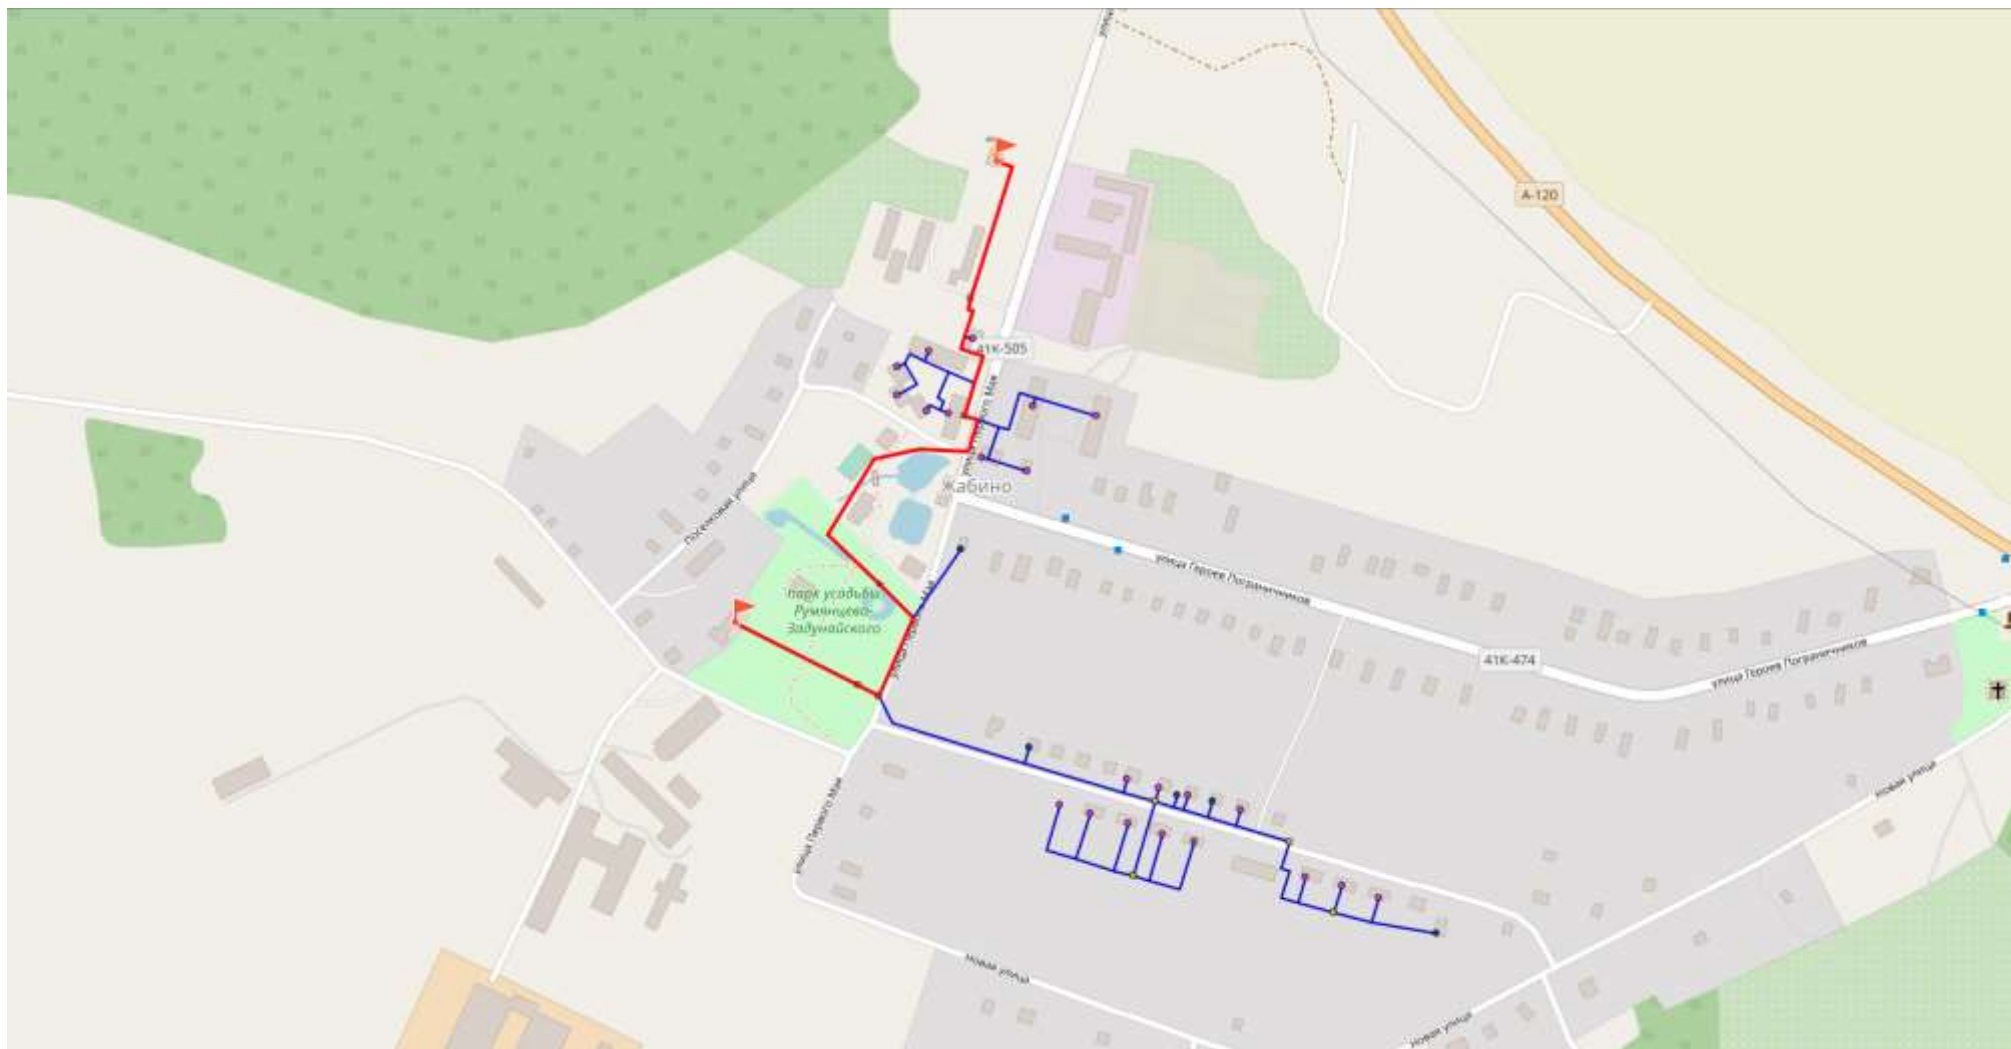 А-120
41К-505
улица Первого Мая
Жабино
Поселковая улица
улица Героев Пограничников
парк усадьбы
Румянцева-
Задунайского
41К-474
улица Героев Пограничников
Новая улица
улица Первого Мая
Новая улица
Новая улица